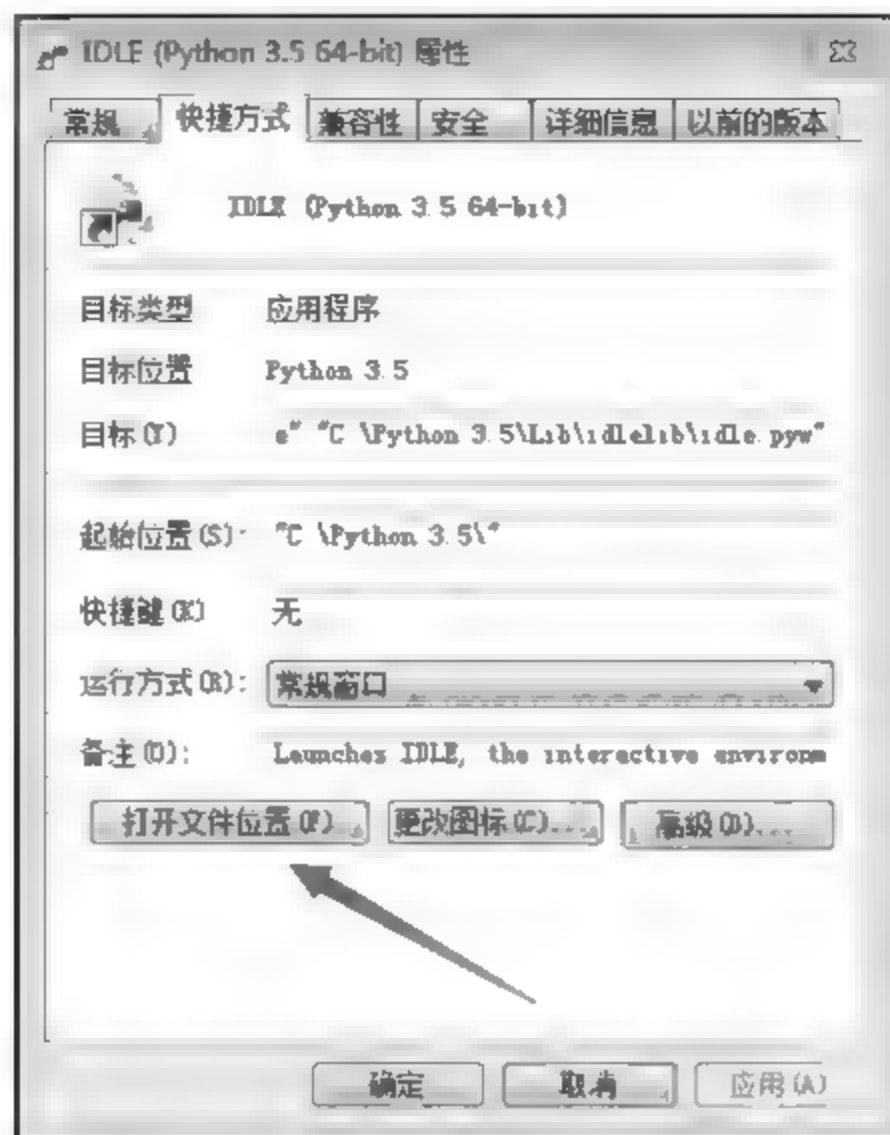 IDLE (Python 3.5 64-bit) 属性
常规 快捷方式 兼容性 安全 详细信息 以前的版本
IDLE (Python 3.5 64-bit)
目标类型 应用程序
目标位置 Python 3.5
目标(T) e" "C:\Python 3.5\Lib\idlelib\idle.pyw"
起始位置(S): "C:\Python 3.5\"
快捷键(K) 无
运行方式(R): 常规窗口
备注(O): Launches IDLE, the interactive environm
打开文件位置(F) 更改图标(C)... 高级(D)...
确定 取消 应用(A)